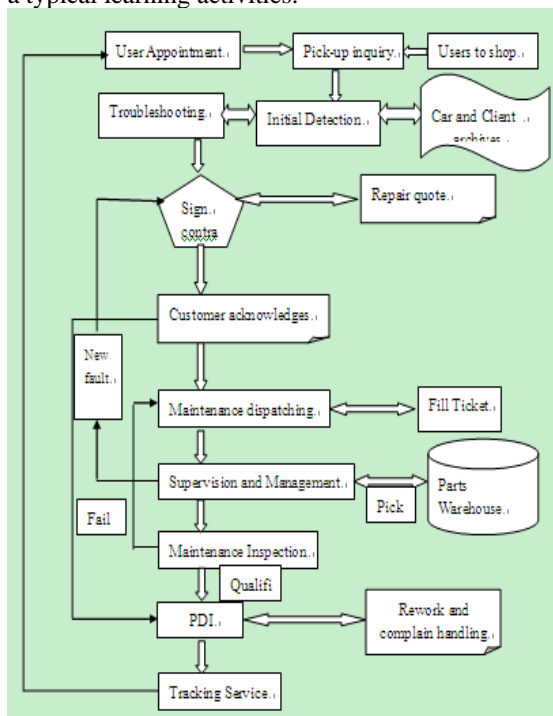 a typical learning activities.
User Appointment.
Pick-up inquiry.
Users to shop.
Troubleshooting.
Initial Detection.
Car and Client
archives.
Sign.
contra
Repair quote.
Customer acknowledges.
New
fault.
Maintenance dispatching.
Fill Ticket.
Supervision and Management.
Pick
Parts
Warehouse.
Fail
Maintenance Inspection.
Qualifi
PDI.
Rework and
complain handling.
Tracking Service.